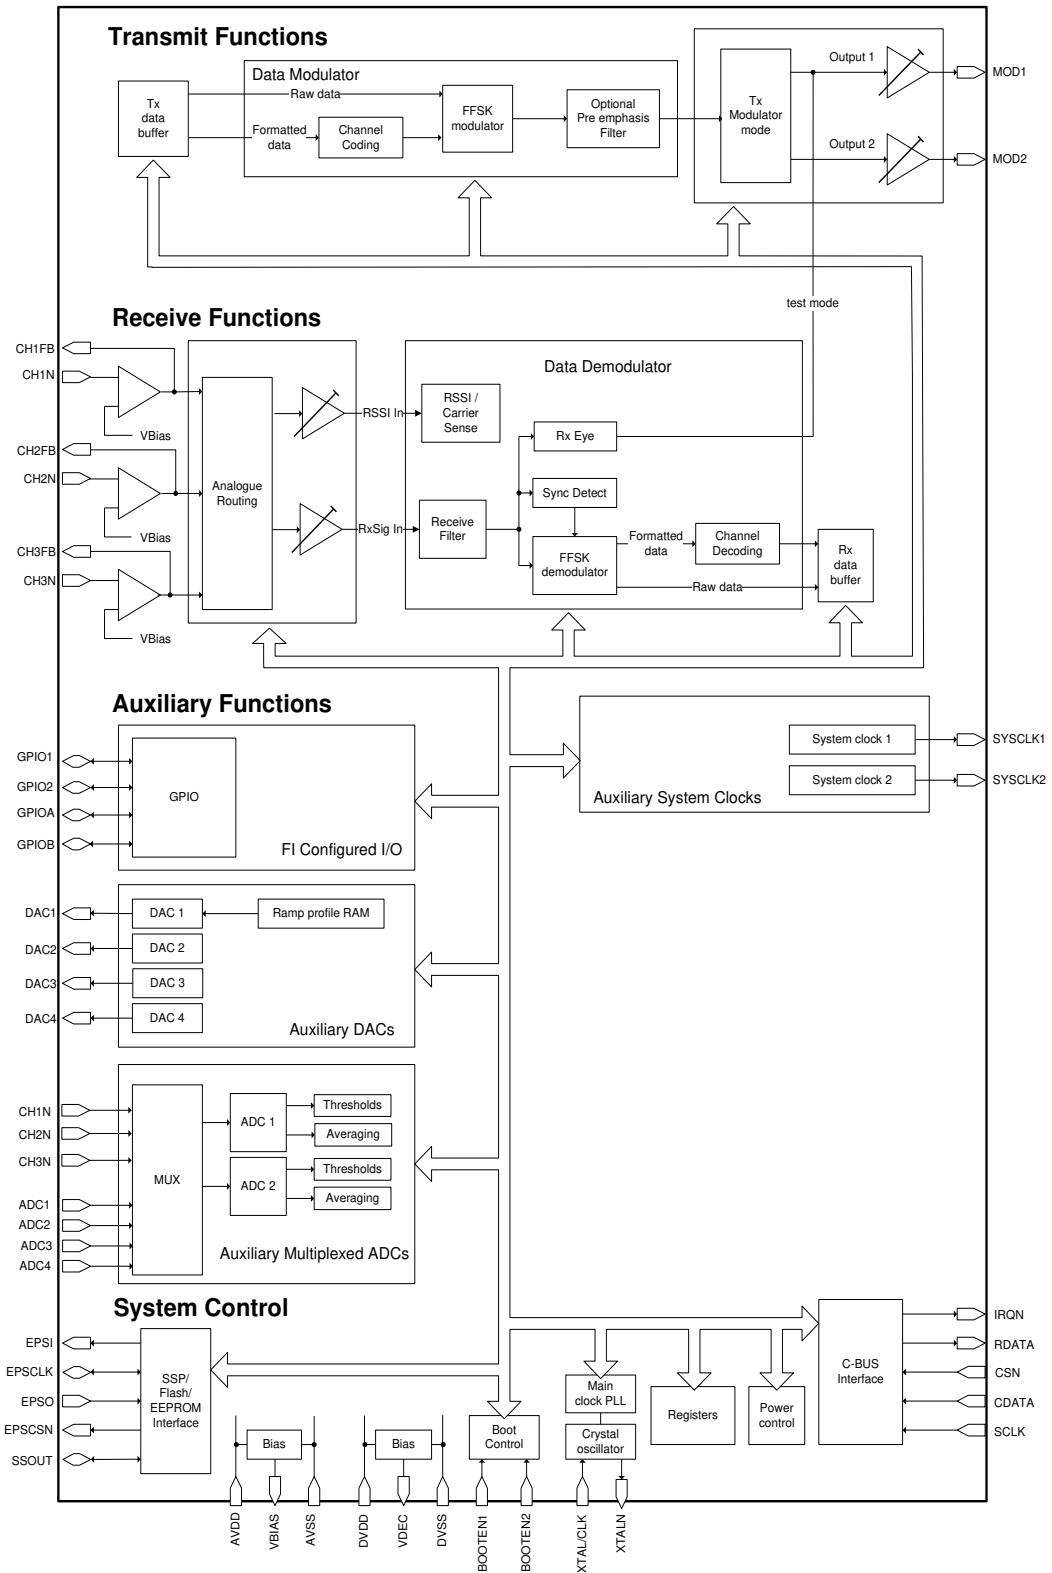 Transmit Functions
Data Modulator
Tx
data
buffer
Raw data
Formatted
data
Channel
Coding
FFSK
modulator
Optional
Pre emphasis
Filter
Tx
Modulator
mode
Output 1
Output 2
MOD1
MOD2
test mode
Receive Functions
CH1FB
CH1N
VBias
CH2FB
CH2N
VBias
CH3FB
CH3N
VBias
Analogue
Routing
RSSI In
RxSig In
Data Demodulator
RSSI /
Carrier
Sense
Rx Eye
Receive
Filter
Sync Detect
FFSK
demodulator
Formatted
data
Channel
Decoding
Raw data
Rx
data
buffer
Auxiliary Functions
GPIO1
GPIO2
GPIOA
GPIOB
GPIO
FI Configured I/O
System clock 1
System clock 2
Auxiliary System Clocks
SYSCLK1
SYSCLK2
DAC1
DAC2
DAC3
DAC4
DAC 1
DAC 2
DAC 3
DAC 4
Ramp profile RAM
Auxiliary DACs
CH1N
CH2N
CH3N
ADC1
ADC2
ADC3
ADC4
MUX
ADC 1
ADC 2
Thresholds
Averaging
Thresholds
Averaging
Auxiliary Multiplexed ADCs
System Control
EPSI
EPSCLK
EPSO
EPSCSN
SSOUT
SSP/
Flash/
EEPROM
Interface
Bias
Bias
Boot
Control
Main
clock PLL
Crystal
oscillator
Registers
Power
control
C-BUS
Interface
IRQN
RDATA
CSN
CDATA
SCLK
AVDD
VBIAS
AVSS
DVDD
VDEC
DVSS
BOOTEN1
BOOTEN2
XTAL/CLK
XTALN